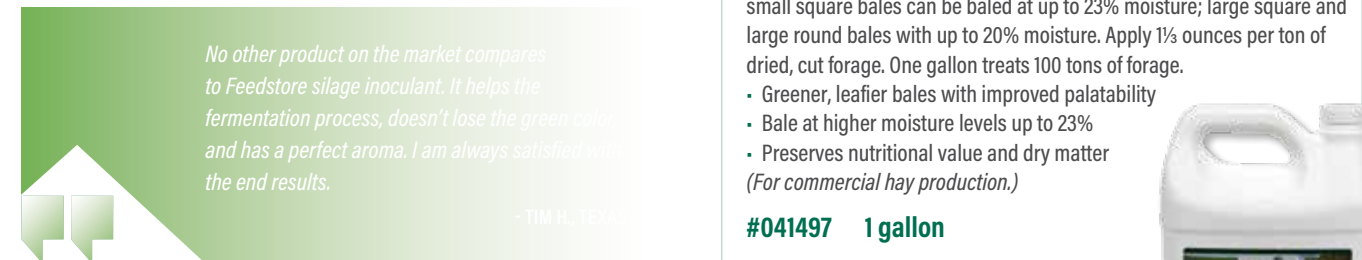 No other product on the market compares
to Feedstore silage inoculant. It helps the
fermentation process, doesn't lose the green color
and has a perfect aroma. I am always satisfied with
the end results.
- TIM H., TEXAS
small square bales can be baled at up to 23% moisture; large square and
large round bales with up to 20% moisture. Apply 1⅓ ounces per ton of
dried, cut forage. One gallon treats 100 tons of forage.
· Greener, leafier bales with improved palatability
· Bale at higher moisture levels up to 23%
· Preserves nutritional value and dry matter
(For commercial hay production.)
#041497 1 gallon